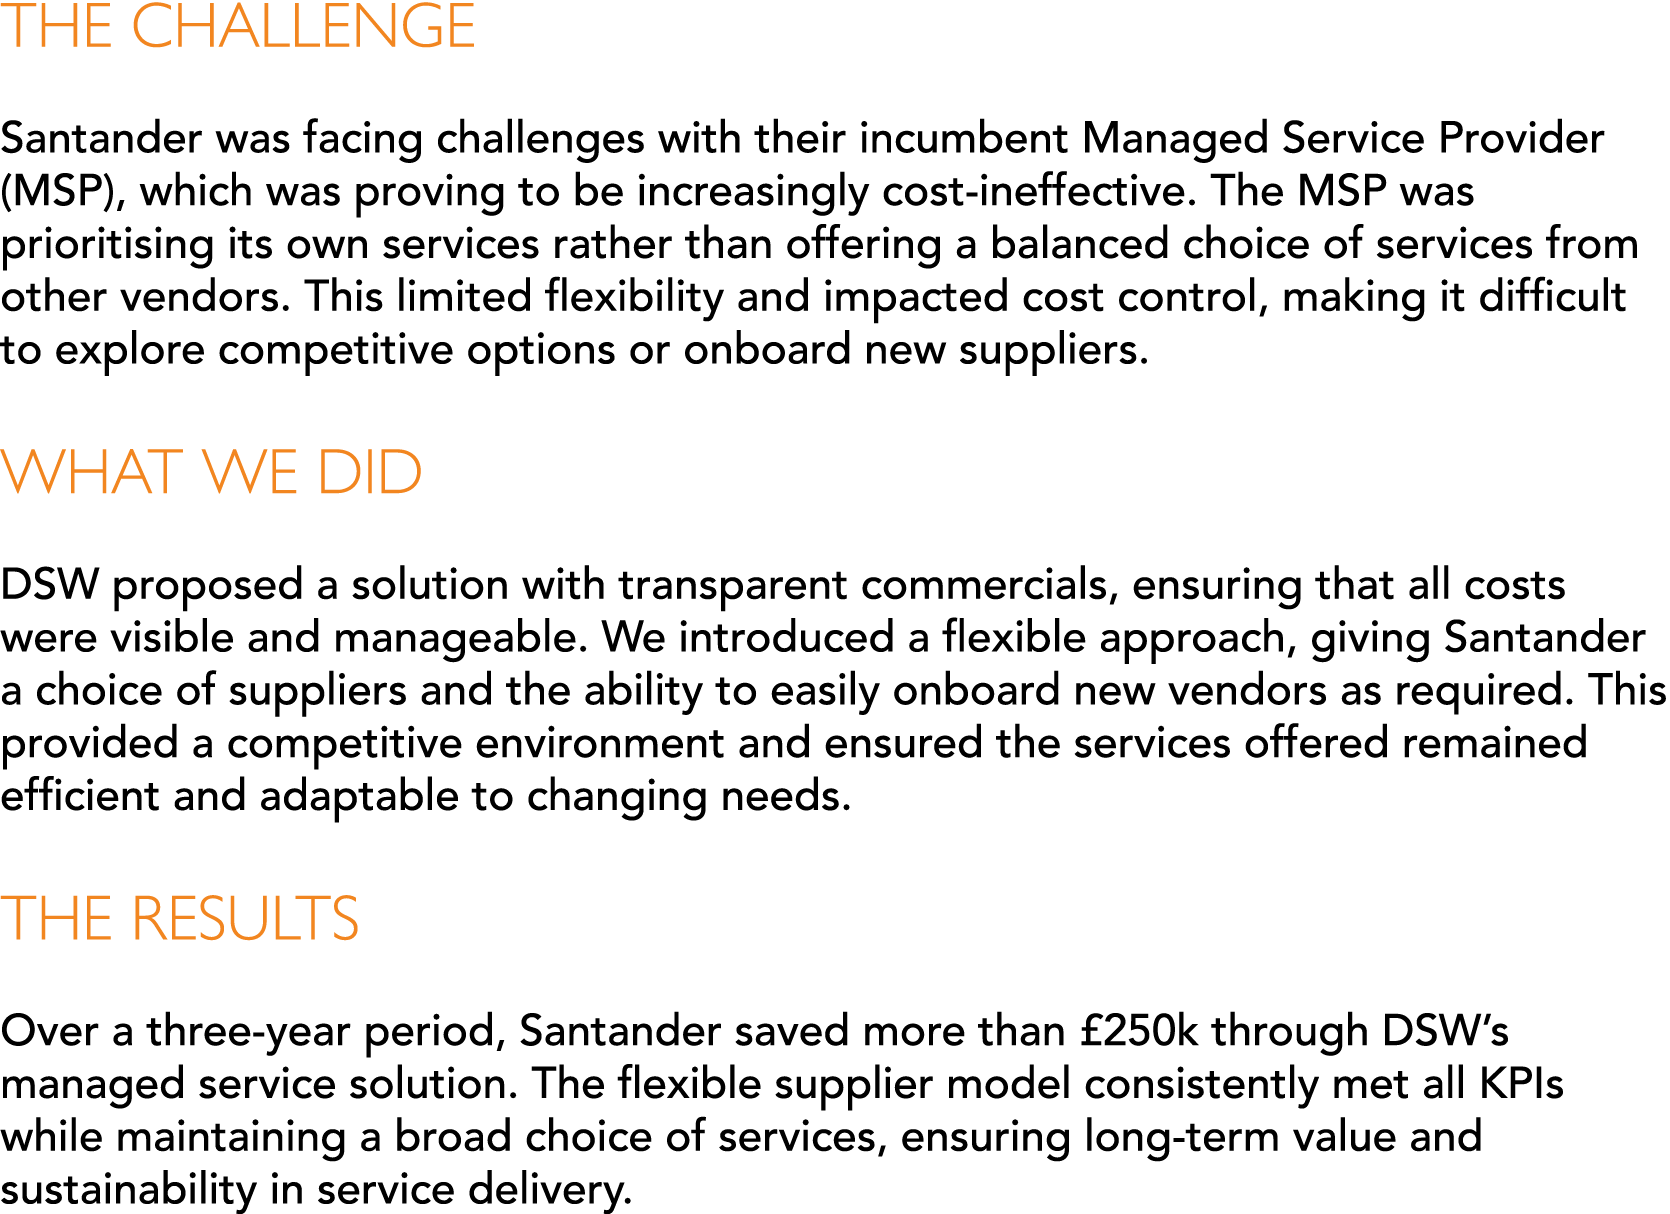 THE CHALLENGE
Santander was facing challenges with their incumbent Managed Service Provider
(MSP), which was proving to be increasingly cost-ineffective. The MSP was
prioritising its own services rather than offering a balanced choice of services from
other vendors. This limited flexibility and impacted cost control, making it difficult
to explore competitive options or onboard new suppliers.
WHAT WE DID
DSW proposed a solution with transparent commercials, ensuring that all costs
were visible and manageable. We introduced a flexible approach, giving Santander
a choice of suppliers and the ability to easily onboard new vendors as required. This
provided a competitive environment and ensured the services offered remained
efficient and adaptable to changing needs.
THE RESULTS
Over a three-year period, Santander saved more than £250k through DSW’s
managed service solution. The flexible supplier model consistently met all KPIs
while maintaining a broad choice of services, ensuring long-term value and
sustainability in service delivery.